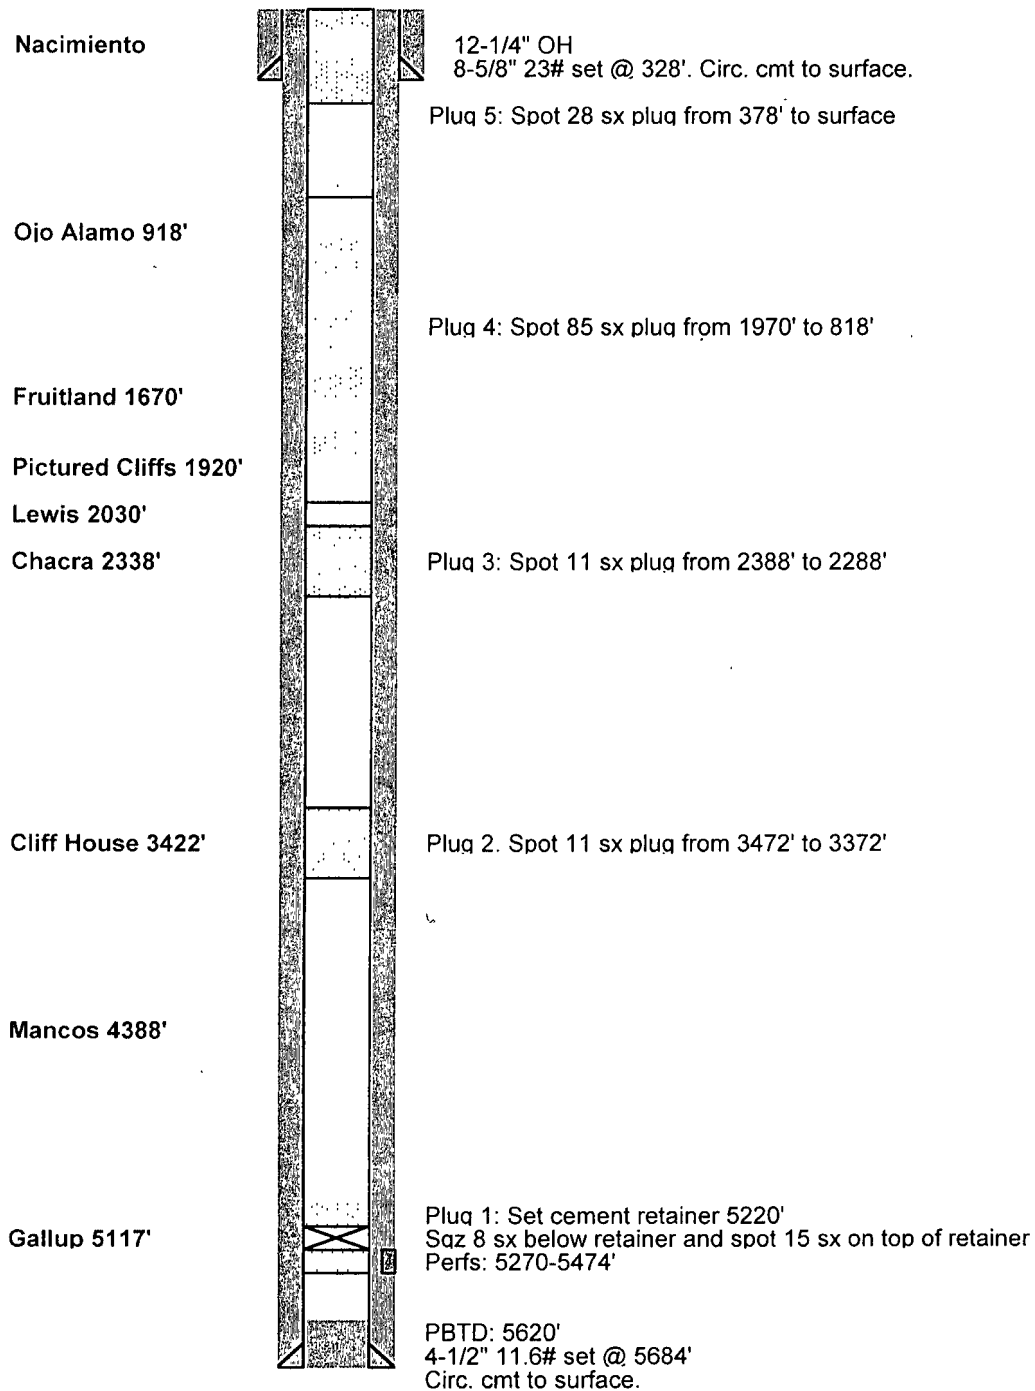 Nacimiento
12-1/4" OH
8-5/8" 23# set @ 328'. Circ. cmt to surface.
Plug 5: Spot 28 sx plug from 378' to surface
Ojo Alamo 918'
Plug 4: Spot 85 sx plug from 1970' to 818'
Fruitland 1670'
Pictured Cliffs 1920'
Lewis 2030'
Chacra 2338'
Plug 3: Spot 11 sx plug from 2388' to 2288'
Cliff House 3422'
Plug 2. Spot 11 sx plug from 3472' to 3372'
Mancos 4388'
Plug 1: Set cement retainer 5220'
Gallup 5117'
Sqz 8 sx below retainer and spot 15 sx on top of retainer
Perfs: 5270-5474'
PBTD: 5620'
4-1/2" 11.6# set @ 5684'
Circ. cmt to surface.